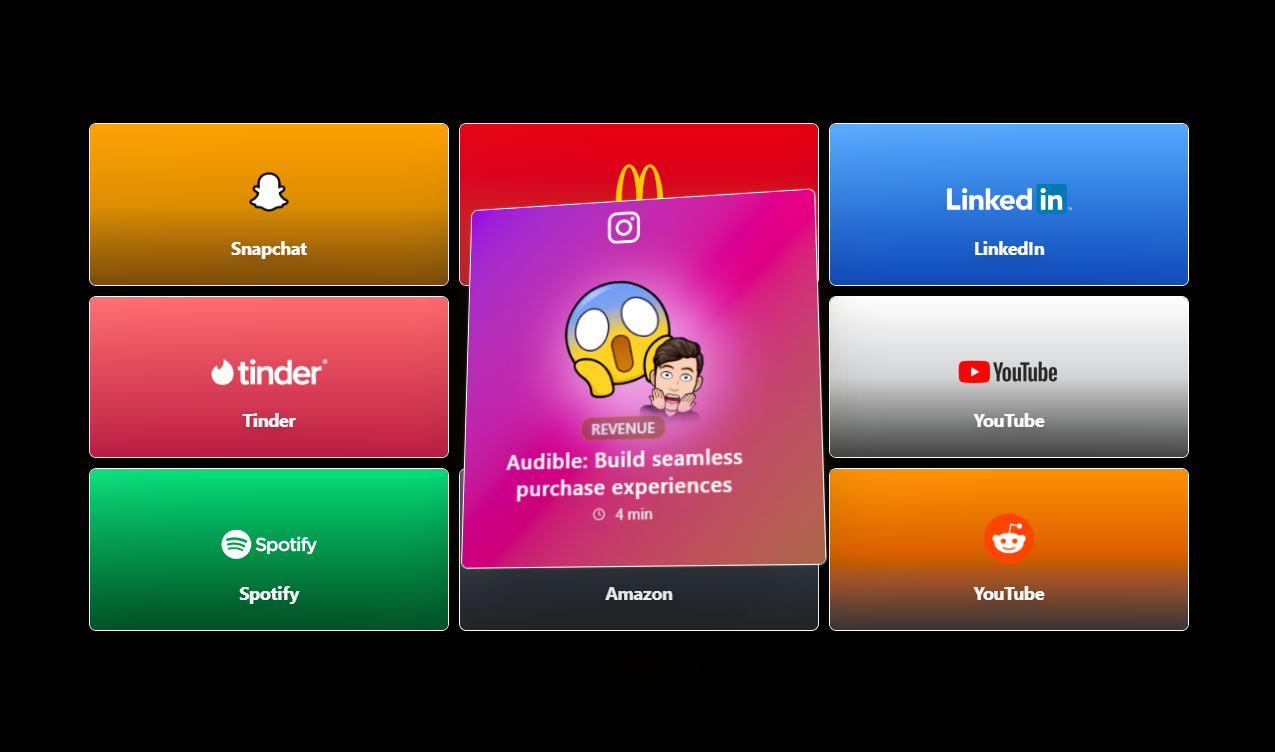 Snapchat
Linked in
LinkedIn
tinder
Tinder
REVENUE
Audible: Build seamless
purchase experiences
4 min
YouTube
YouTube
Spotify
Spotify
Amazon
YouTube